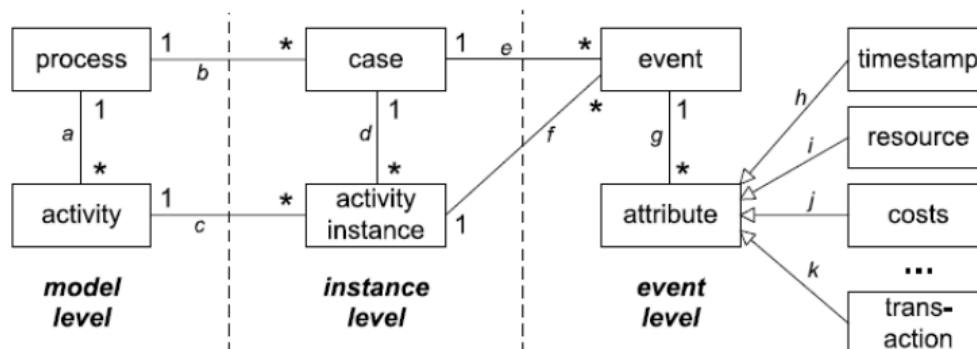 process
1
b
*
case
1
e
*
event
timestamp
1
a
*
1
d
*
f
*
1
g
*
h
i
resource
activity
1
c
*
activity
instance
1
attribute
j
costs
...
k
trans-
action
model
level
instance
level
event
level